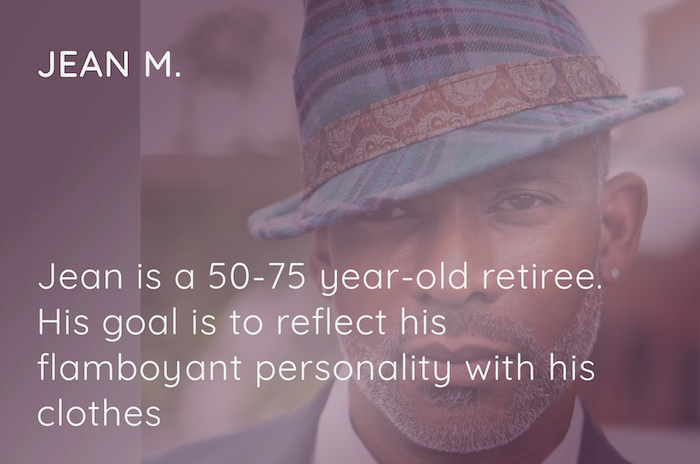 JEAN M.
Jean is a 50-75 year-old retiree.
His goal is to reflect his
flamboyant personality with his
clothes